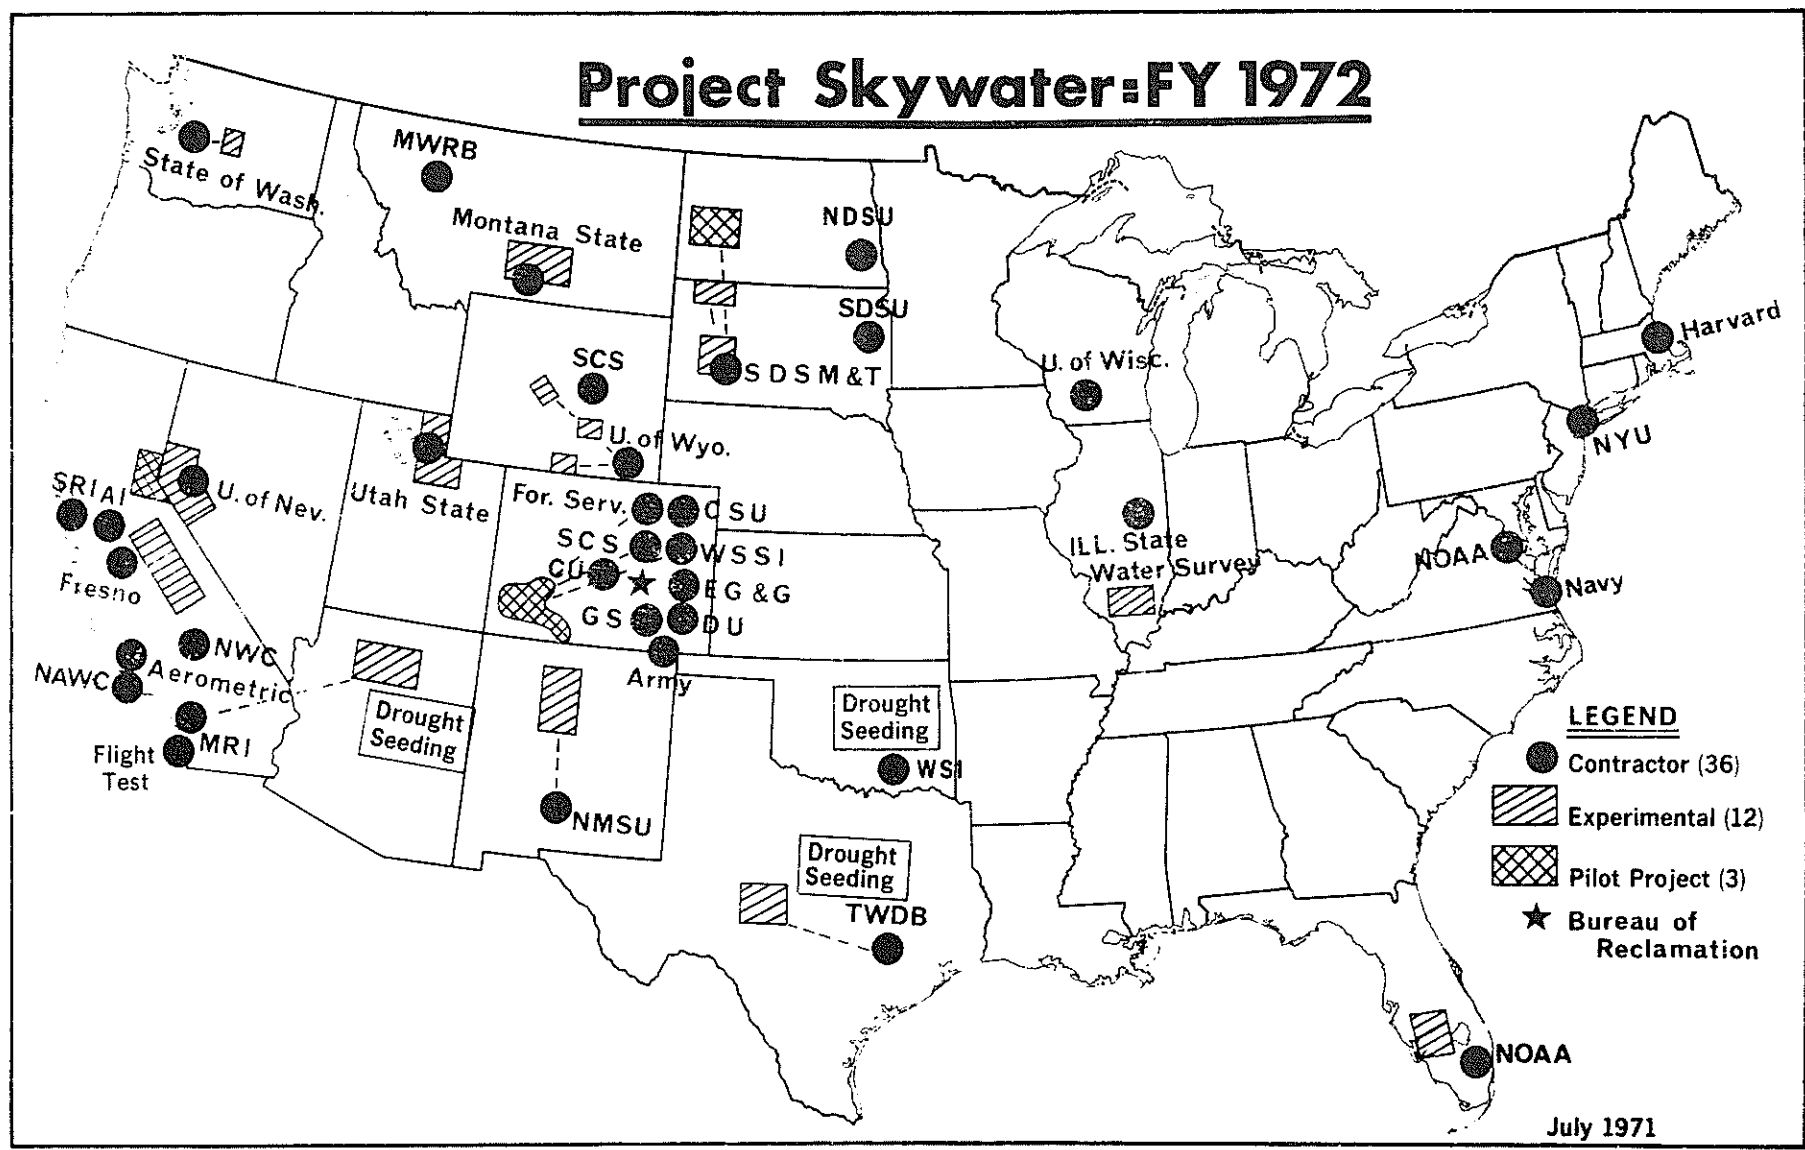 Project Skywater:FY 1972
State of Wash.
MWRB
Montana State
NDSU
SDSU
SDSM&T
SCS
U. of Wyo.
U. of Wisc.
Harvard
NYU
SRI
AI
U. of Nev.
Utah State
For. Serv.
CSU
SCS
WSSI
CU
EG&G
GS
DU
Army
Fresno
ILL. State
Water Survey
NOAA
Navy
NWC
NAWC
Aerometric
MRI
Flight
Test
Drought
Seeding
NMSU
Drought
Seeding
WSI
Drought
Seeding
TWDB
NOAA
LEGEND
Contractor (36)
Experimental (12)
Pilot Project (3)
Bureau of
Reclamation
July 1971